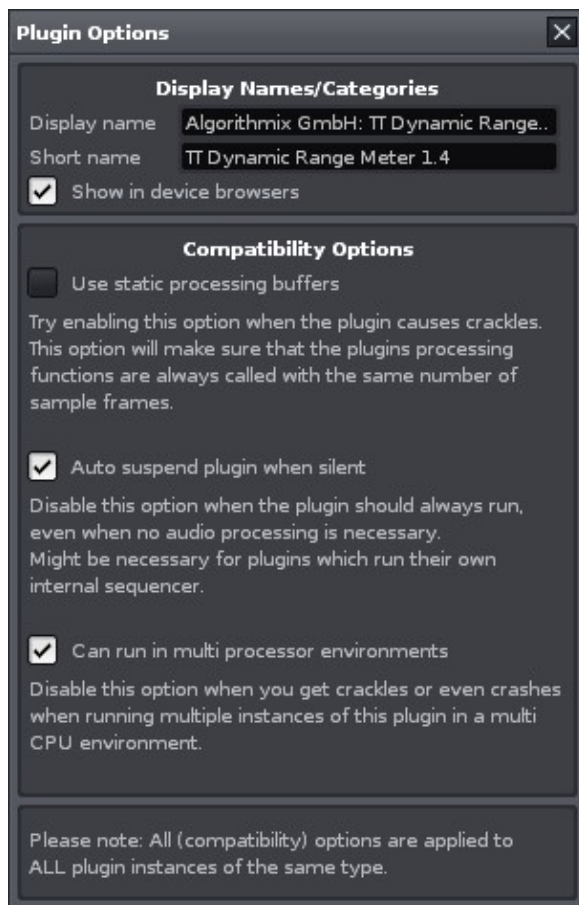 Plugin Options
Display Names/Categories
Display name Algorithmix GmbH: TT Dynamic Range..
Short name TT Dynamic Range Meter 1.4
Show in device browsers
Compatibility Options
Use static processing buffers
Try enabling this option when the plugin causes crackles.
This option will make sure that the plugins processing
functions are always called with the same number of
sample frames.
Auto suspend plugin when silent
Disable this option when the plugin should always run,
even when no audio processing is necessary.
Might be necessary for plugins which run their own
internal sequencer.
Can run in multi processor environments
Disable this option when you get crackles or even crashes
when running multiple instances of this plugin in a multi
CPU environment.
Please note: All (compatibility) options are applied to
ALL plugin instances of the same type.